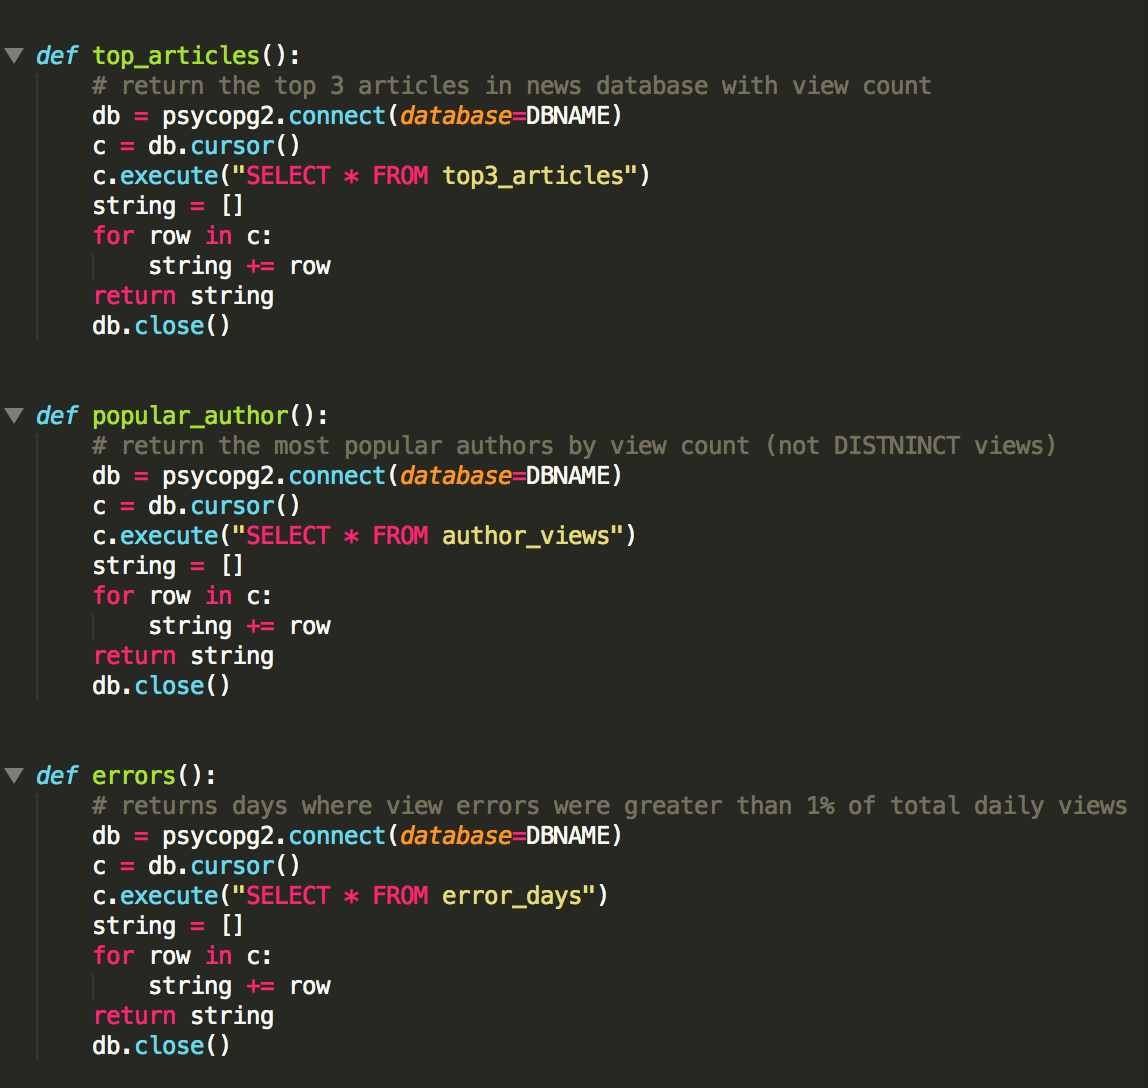 def top_articles():
    # return the top 3 articles in news database with view count
    db = psycopg2.connect(database=DBNAME)
    c = db.cursor()
    c.execute("SELECT * FROM top3_articles")
    string = []
    for row in c:
        string += row
    return string
    db.close()
def popular_author():
    # return the most popular authors by view count (not DISTNINCT views)
    db = psycopg2.connect(database=DBNAME)
    c = db.cursor()
    c.execute("SELECT * FROM author_views")
    string = []
    for row in c:
        string += row
    return string
    db.close()
def errors():
    # returns days where view errors were greater than 1% of total daily views
    db = psycopg2.connect(database=DBNAME)
    c = db.cursor()
    c.execute("SELECT * FROM error_days")
    string = []
    for row in c:
        string += row
    return string
    db.close()